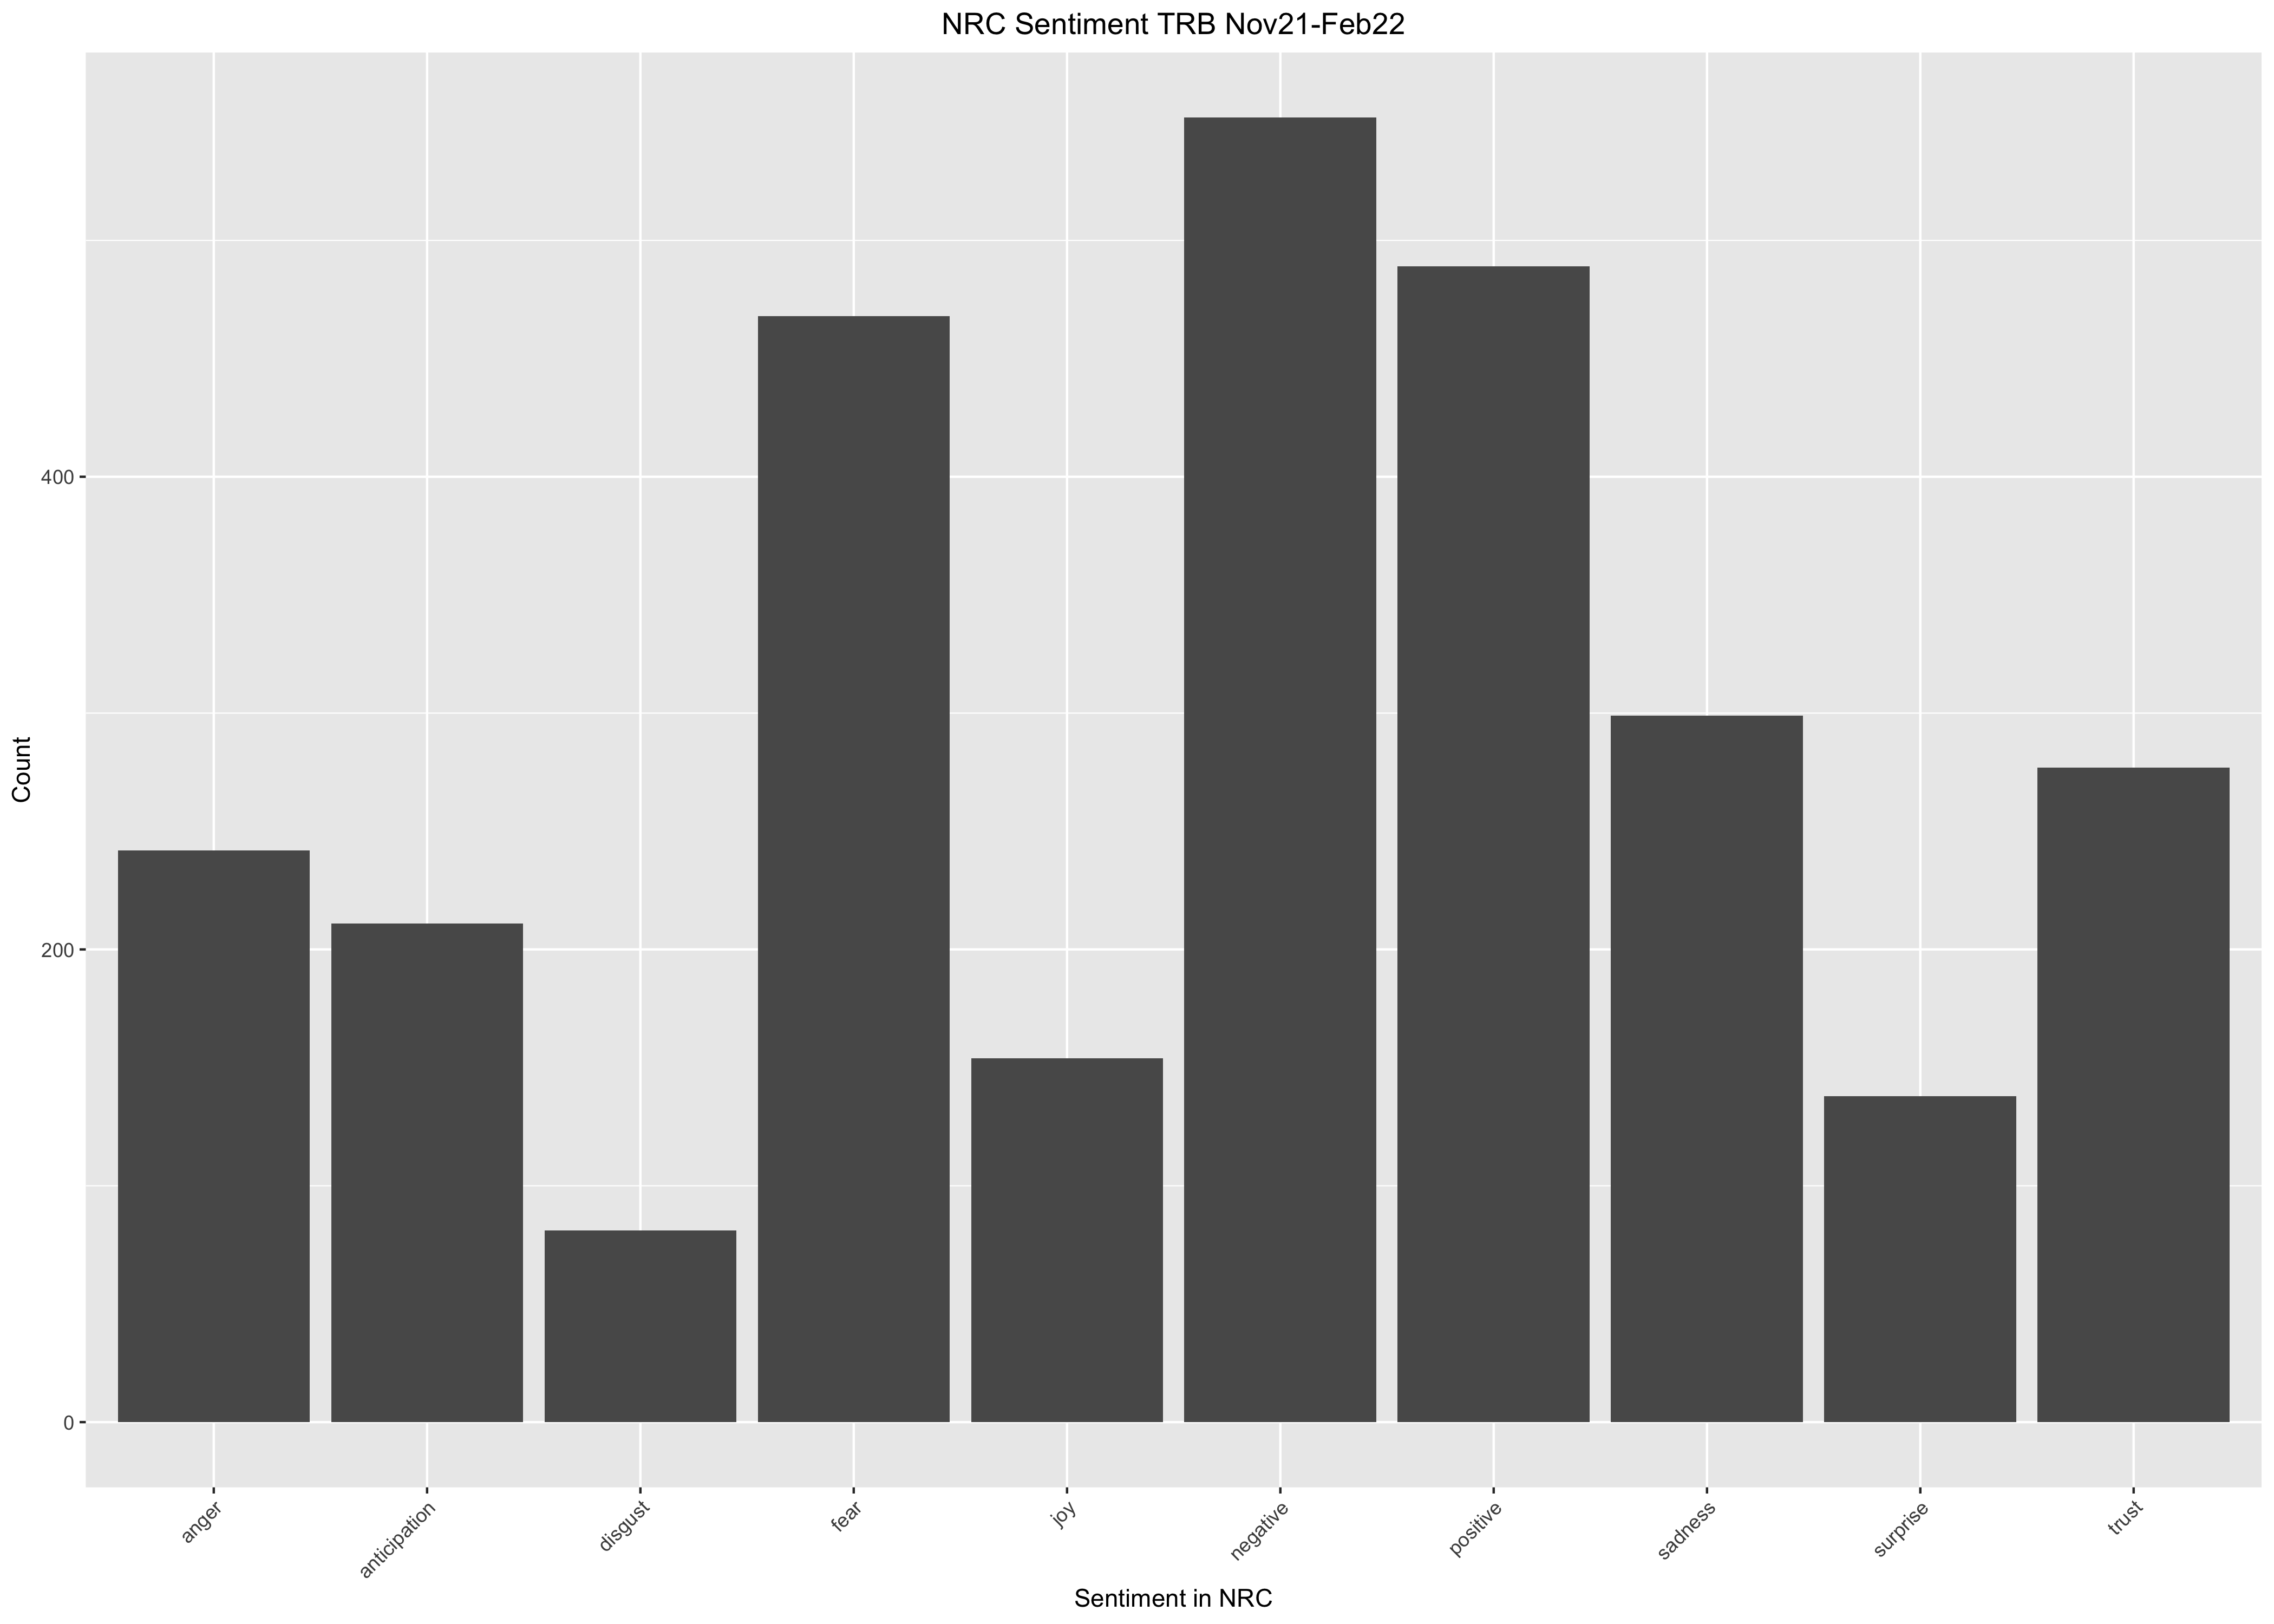 NRC Sentiment TRB Nov21-Feb22
Count
400
200
0
anger
anticipation
disgust
fear
joy
negative
positive
sadness
surprise
trust
Sentiment in NRC